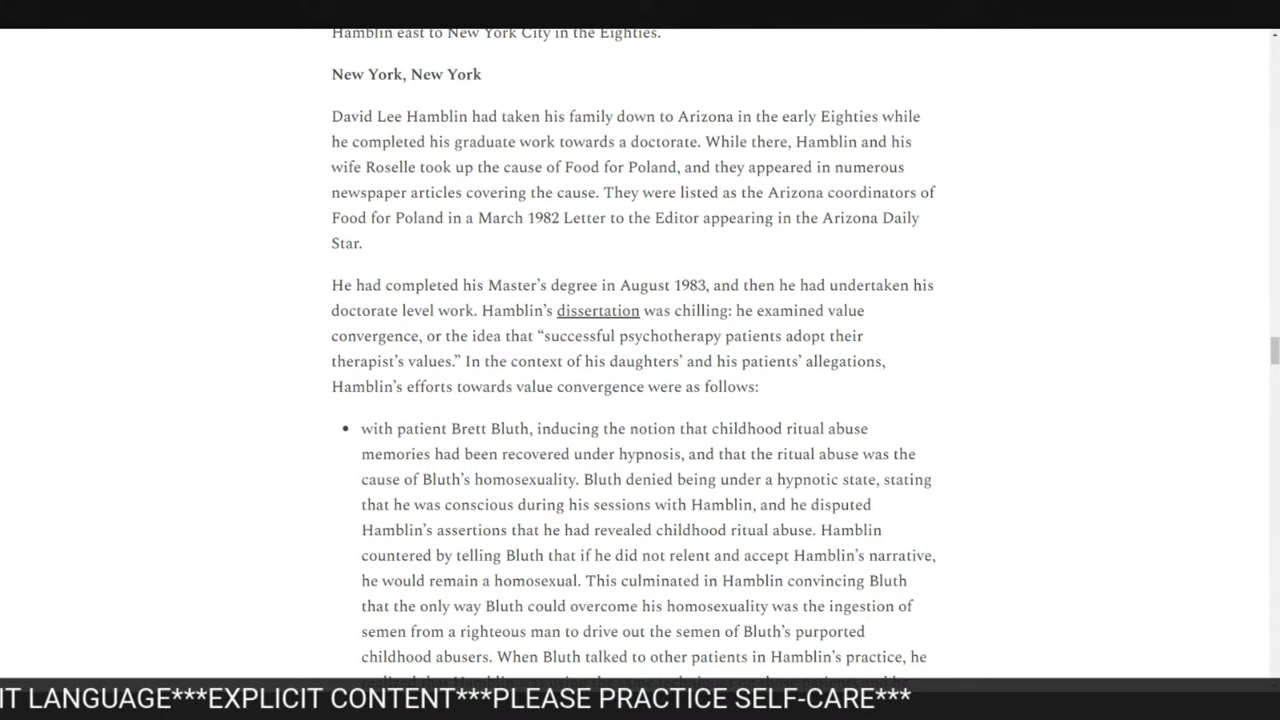 Hamblin east to New York City in the Eighties.
New York, New York
David Lee Hamblin had taken his family down to Arizona in the early Eighties while
he completed his graduate work towards a doctorate. While there, Hamblin and his
wife Roselle took up the cause of Food for Poland, and they appeared in numerous
newspaper articles covering the cause. They were listed as the Arizona coordinators of
Food for Poland in a March 1982 Letter to the Editor appearing in the Arizona Daily
Star.
He had completed his Master’s degree in August 1983, and then he had undertaken his
doctorate level work. Hamblin’s dissertation was chilling: he examined value
convergence, or the idea that “successful psychotherapy patients adopt their
therapist’s values.” In the context of his daughters’ and his patients’ allegations,
Hamblin’s efforts towards value convergence were as follows:
• with patient Brett Bluth, inducing the notion that childhood ritual abuse
memories had been recovered under hypnosis, and that the ritual abuse was the
cause of Bluth’s homosexuality. Bluth denied being under a hypnotic state, stating
that he was conscious during his sessions with Hamblin, and he disputed
Hamblin’s assertions that he had revealed childhood ritual abuse. Hamblin
countered by telling Bluth that if he did not relent and accept Hamblin’s narrative,
he would remain a homosexual. This culminated in Hamblin convincing Bluth
that the only way Bluth could overcome his homosexuality was the ingestion of
semen from a righteous man to drive out the semen of Bluth’s purported
childhood abusers. When Bluth talked to other patients in Hamblin’s practice, he
IT LANGUAGE***EXPLICIT CONTENT***PLEASE PRACTICE SELF-CARE***